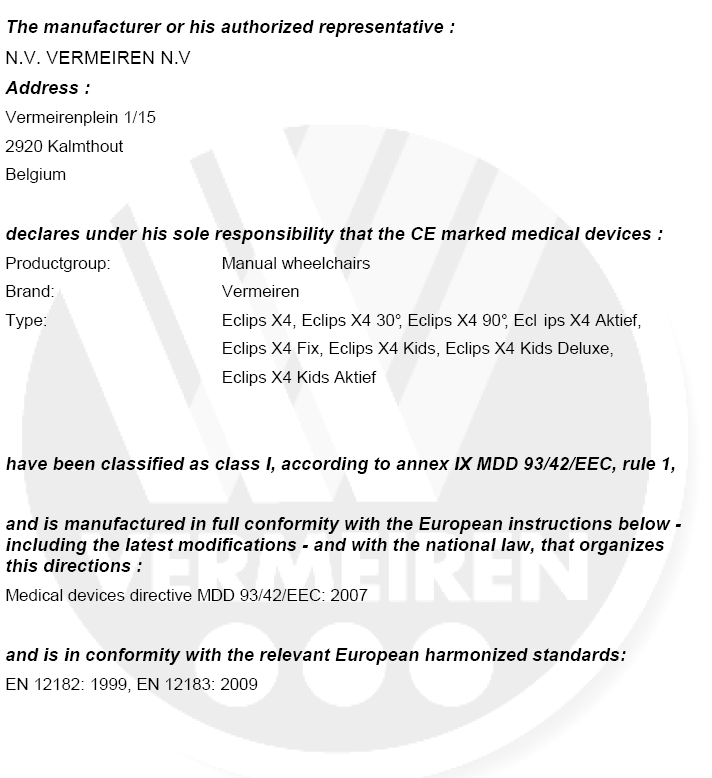 The manufacturer or his authorized representative :
N.V. VERMEIREN N.V
Address :
Vermeirenplein 1/15
2920 Kalmthout
Belgium
declares under his sole responsibility that the CE marked medical devices :
Productgroup: Manual wheelchairs
Brand: Vermeiren
Type: Eclips X4, Eclips X4 30°, Eclips X4 90°, Ecl ips X4 Aktief,
Eclips X4 Fix, Eclips X4 Kids, Eclips X4 Kids Deluxe,
Eclips X4 Kids Aktief
have been classified as class I, according to annex IX MDD 93/42/EEC, rule 1,
and is manufactured in full conformity with the European instructions below -
including the latest modifications - and with the national law, that organizes
this directions :
VERMEIREN
Medical devices directive MDD 93/42/EEC: 2007
and is in conformity with the relevant European harmonized standards:
EN 12182: 1999, EN 12183: 2009